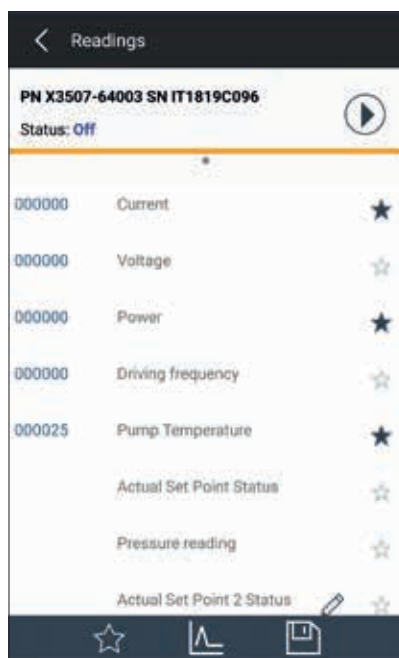 Readings
PN X3507-64003 SN IT1819C096
Status: Off
000000 Current
000000 Voltage
000000 Power
000000 Driving frequency
000025 Pump Temperature
Actual Set Point Status
Pressure reading
Actual Set Point 2 Status